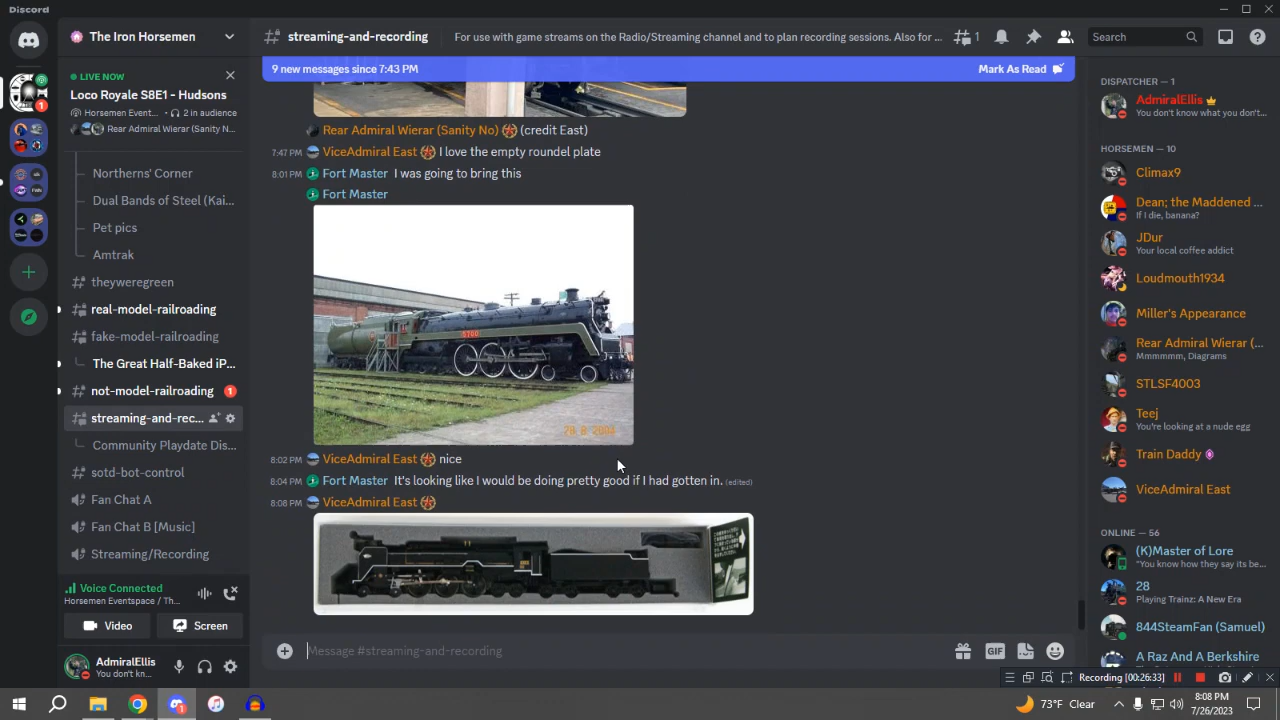 Discord
The Iron Horsemen
streaming-and-recording
For use with game streams on the Radio/Streaming channel and to plan recording sessions. Also for ...
1
Search
LIVE NOW
Loco Royale S8E1 - Hudsons
Horsemen Event... 2 in audience
Rear Admiral Wierar (Sanity N...
Northerns' Corner
Dual Bands of Steel (Kai...
Pet pics
Amtrak
theyweregreen
real-model-railroading
fake-model-railroading
The Great Half-Baked iP...
not-model-railroading 1
streaming-and-rec...
Community Playdate Dis...
sotd-bot-control
Fan Chat A
Fan Chat B [Music]
Streaming/Recording
Voice Connected
Horsemen Eventspace / Th...
Video Screen
AdmiralEllis
You don't kn...
1
9 new messages since 7:43 PM Mark As Read
Rear Admiral Wierar (Sanity No) (credit East)
7:47 PM ViceAdmiral East I love the empty roundel plate
8:01 PM Fort Master I was going to bring this
Fort Master
5700
8:02 PM ViceAdmiral East nice
8:04 PM Fort Master It's looking like I would be doing pretty good if I had gotten in. (edited)
8:08 PM ViceAdmiral East
Message #streaming-and-recording
GIF
DISPATCHER — 1
AdmiralEllis
You don't know what you don't...
HORSEMEN — 10
Climax9
Dean; the Maddened ...
If I die, banana?
JDur
Your local coffee addict
Loudmouth1934
Miller's Appearance
Rear Admiral Wierar (...
Mmmmmm, Diagrams
STLSF4003
Teej
You're looking at a nude egg
Train Daddy
ViceAdmiral East
ONLINE — 56
(K)Master of Lore
"You know how they say its be...
28
Playing Trainz: A New Era
844SteamFan (Samuel)
A Raz And A Berkshire
Recording [00:26:33]
73°F Clear
8:08 PM
7/26/2023